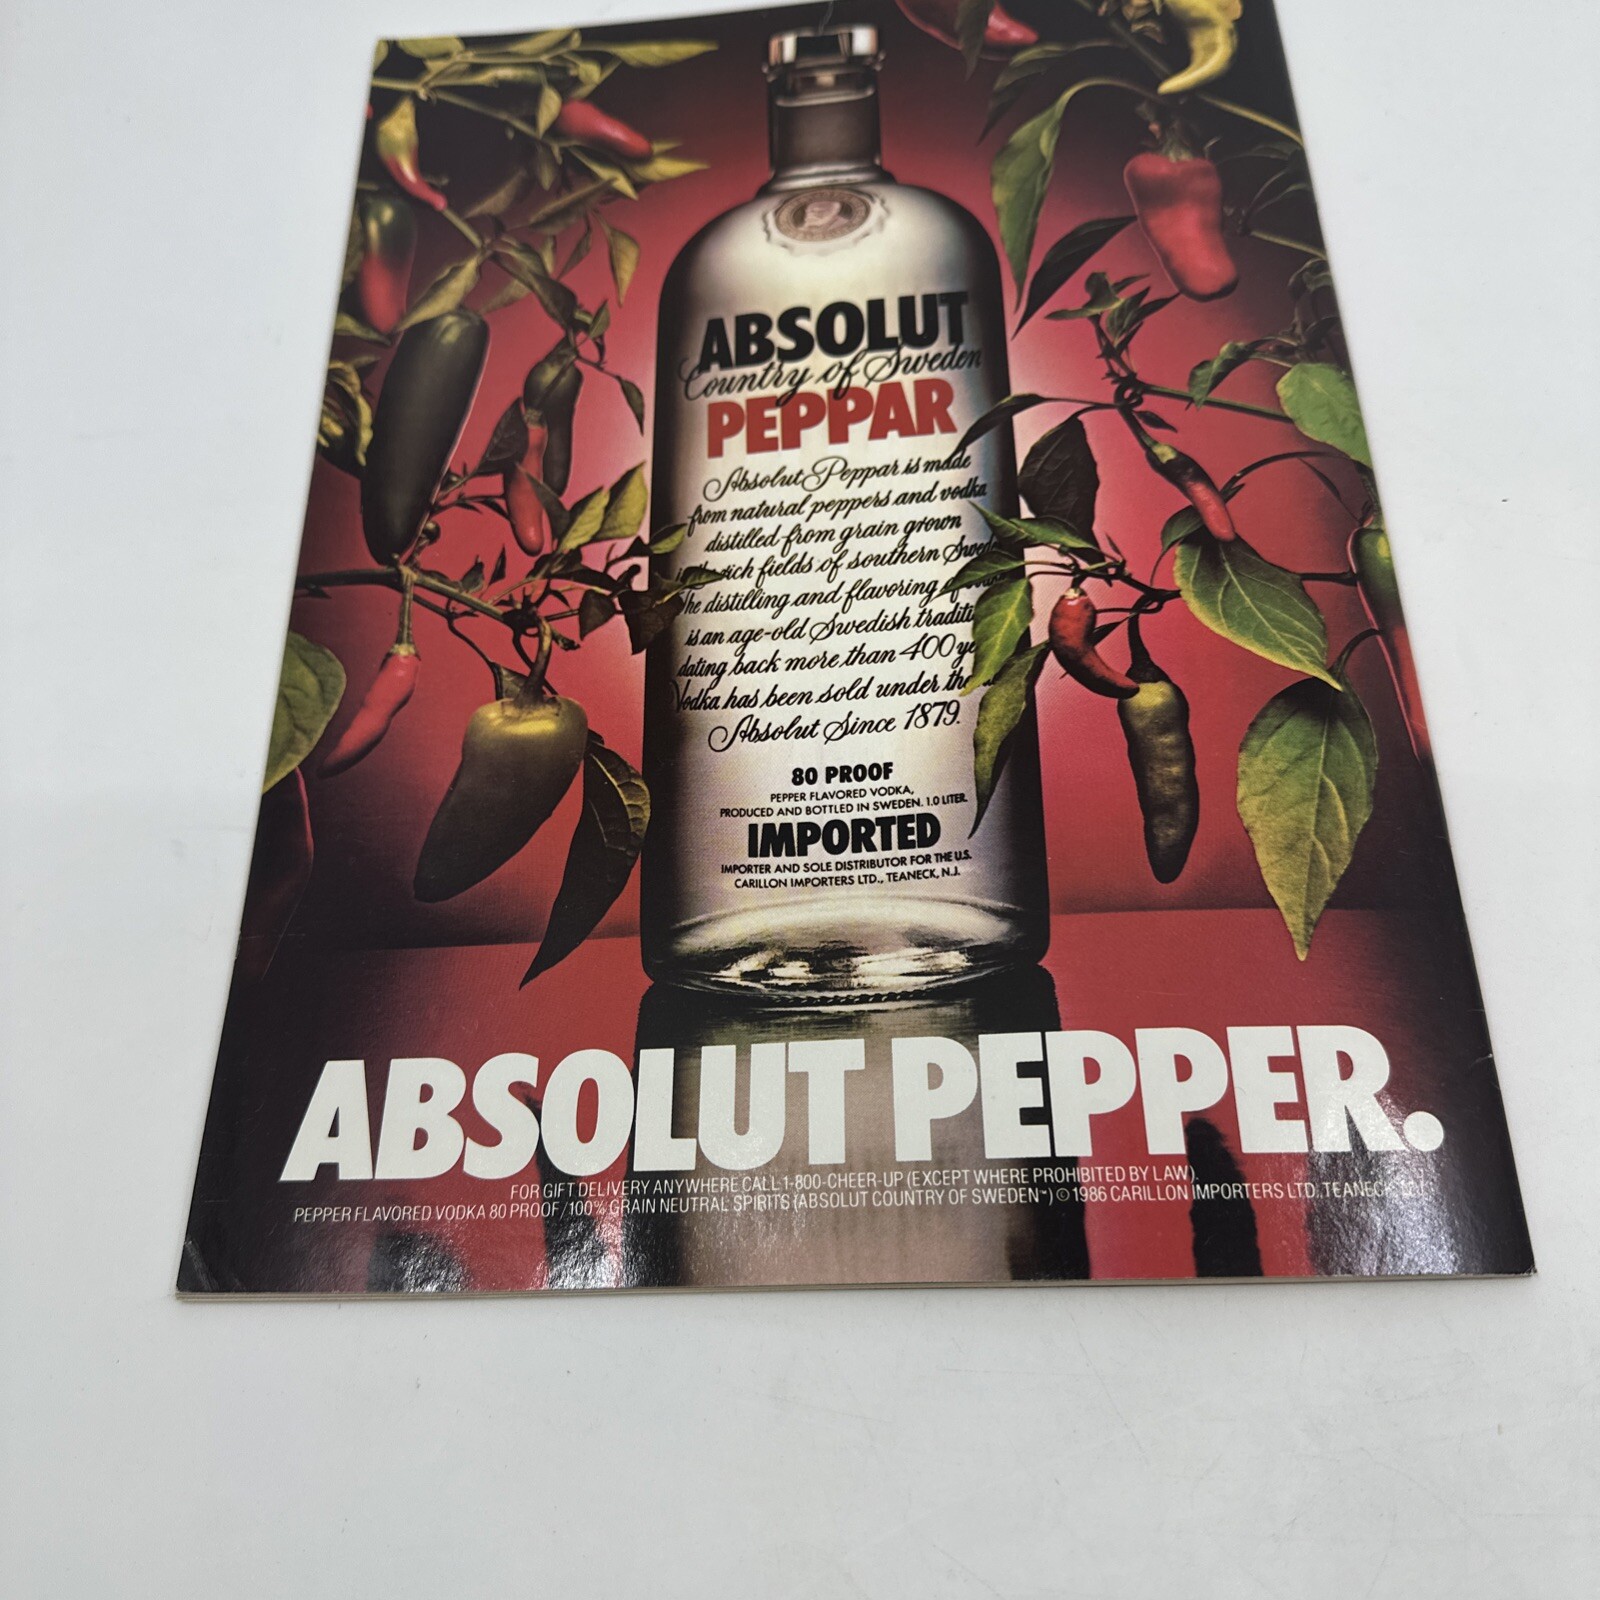 ABSOLUT
Country of Sweden
PEPPAR
Absolut Peppar is made
from natural peppers and vodka
distilled from grain grown
rich fields of southern
The distilling and flavoring
is an age-old Swedish
dating back more than 400
Vodka has been sold under
Absolut Since 1879.
80 PROOF
PEPPER FLAVORED VODKA,
PRODUCED AND BOTTLED IN SWEDEN. 1.0 LITER.
IMPORTED
IMPORTER AND SOLE DISTRIBUTOR FOR THE U.S.
CARILLON IMPORTERS LTD., TEANECK, N.J.
ABSOLUT PEPPER.
FOR GIFT DELIVERY ANYWHERE CALL 1-800-CHEER-UP (EXCEPT WHERE PROHIBITED BY LAW).
PEPPER FLAVORED VODKA 80 PROOF/100% GRAIN NEUTRAL SPIRITS (ABSOLUT COUNTRY OF SWEDEN™) © 1986 CARILLON IMPORTERS LTD. TEANECK